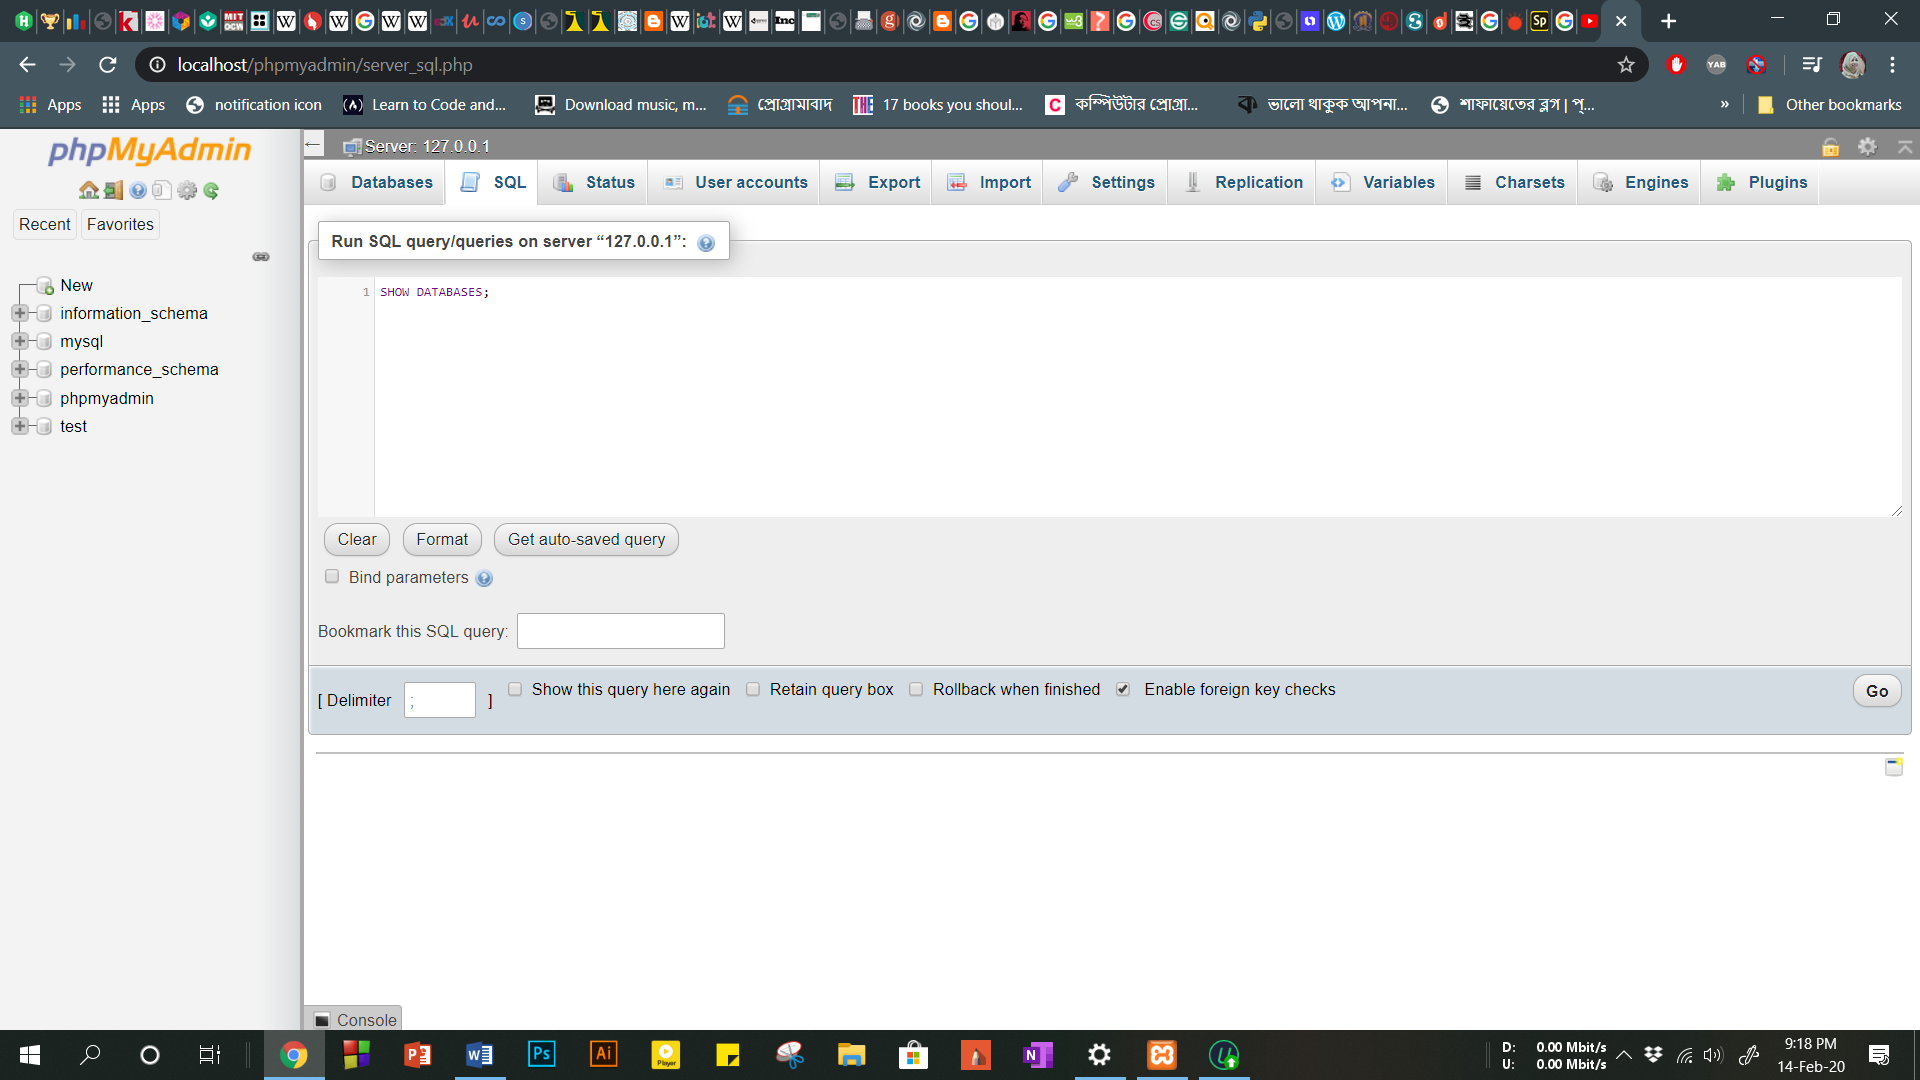 localhost/phpmyadmin/server_sql.php
Apps
Apps
notification icon
Learn to Code and...
Download music, m...
প্রোগ্রামাবাদ
17 books you shoul...
কম্পিউটার প্রোগ্রা...
ভালো থাকুক আপনা...
শাফায়েতের ব্লগ | প্...
»
Other bookmarks
phpMyAdmin
Recent
Favorites
New
information_schema
mysql
performance_schema
phpmyadmin
test
Server: 127.0.0.1
Databases
SQL
Status
User accounts
Export
Import
Settings
Replication
Variables
Charsets
Engines
Plugins
Run SQL query/queries on server “127.0.0.1”:
1 SHOW DATABASES;
Clear
Format
Get auto-saved query
Bind parameters
Bookmark this SQL query:
[ Delimiter ; ]
Show this query here again
Retain query box
Rollback when finished
Enable foreign key checks
Go
Console
D: 0.00 Mbit/s
U: 0.00 Mbit/s
9:18 PM
14-Feb-20